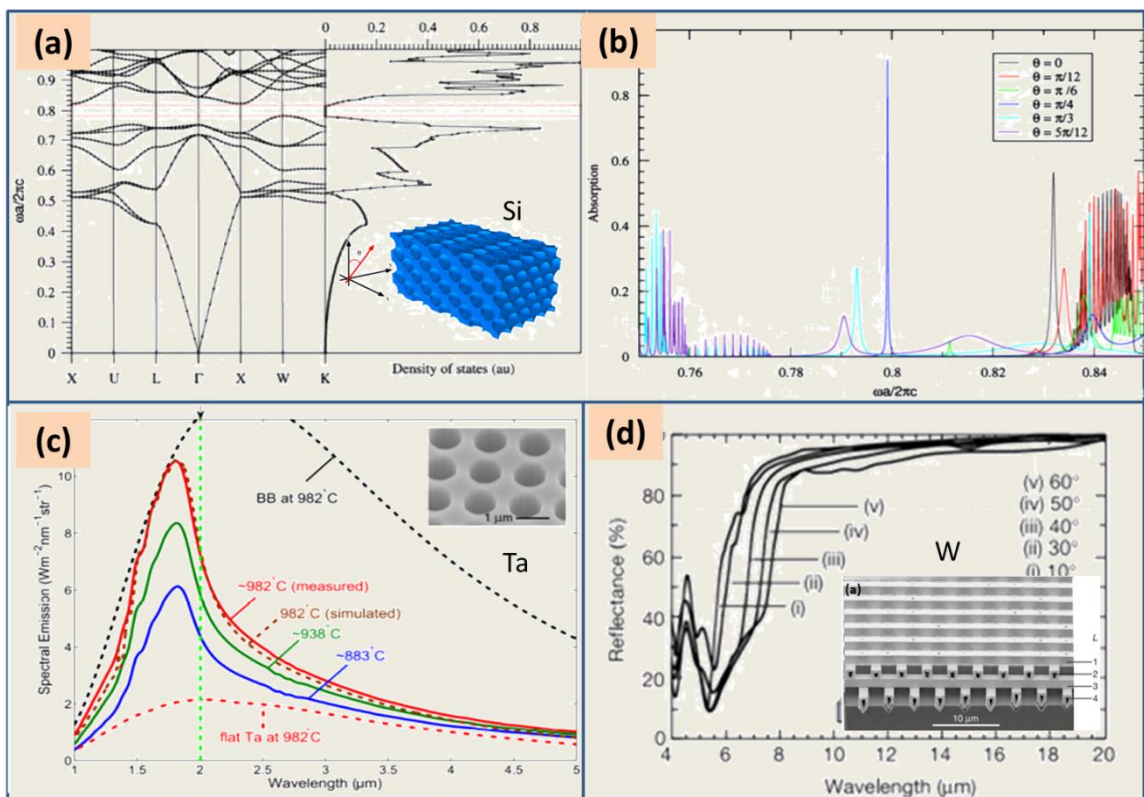 (a)
0 0.2 0.4 0.6 0.8
ωa/2πc
0.9
0.8
0.7
0.6
0.5
0.4
0.3
0.2
0.1
0
X U L Γ X W K
Density of states (au)
Si
θ
(b)
θ = 0
θ = π/12
θ = π/6
θ = π/4
θ = π/3
θ = 5π/12
Absorption
0.8
0.6
0.4
0.2
0
0.76 0.78 0.8 0.82 0.84
ωa/2πc
(c)
Spectral Emission (Wm⁻²nm⁻¹ str⁻¹)
10
8
6
4
2
0
1 1.5 2 2.5 3 3.5 4 4.5 5
Wavelength (μm)
BB at 982°C
1 μm
Ta
~982°C (measured)
982°C (simulated)
~938°C
~883°C
flat Ta at 982°C
(d)
Reflectance (%)
80
60
40
20
0
4 6 8 10 12 14 16 18 20
Wavelength (μm)
(v)
(iv)
(iii)
(ii)
(i)
(v) 60°
(iv) 50°
(iii) 40°
(ii) 30°
(i) 10°
W
(a)
L
1
2
3
4
10 μm